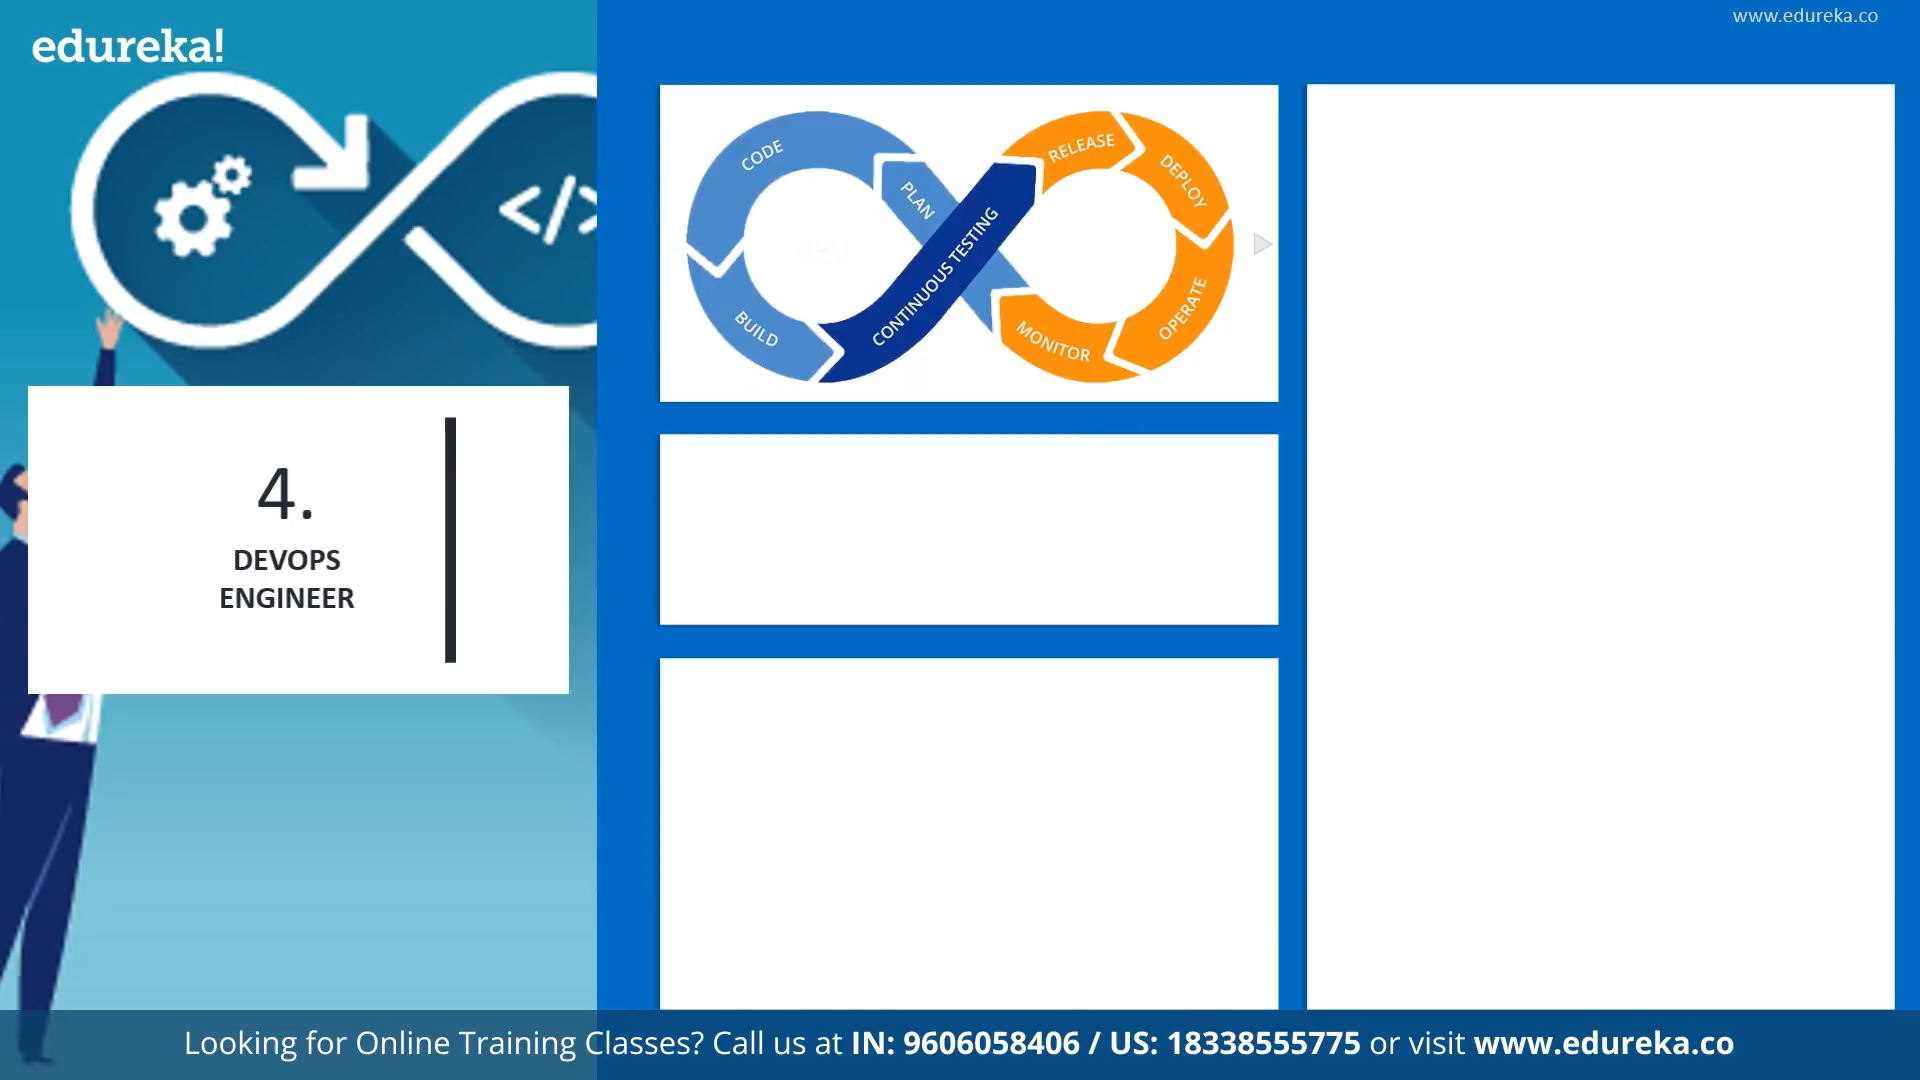 www.edureka.co
edureka!
</>
CODE
PLAN
BUILD
CONTINUOUS TESTING
RELEASE
DEPLOY
OPERATE
MONITOR
4.
DEVOPS
ENGINEER
Looking for Online Training Classes? Call us at IN: 9606058406 / US: 18338555775 or visit www.edureka.co